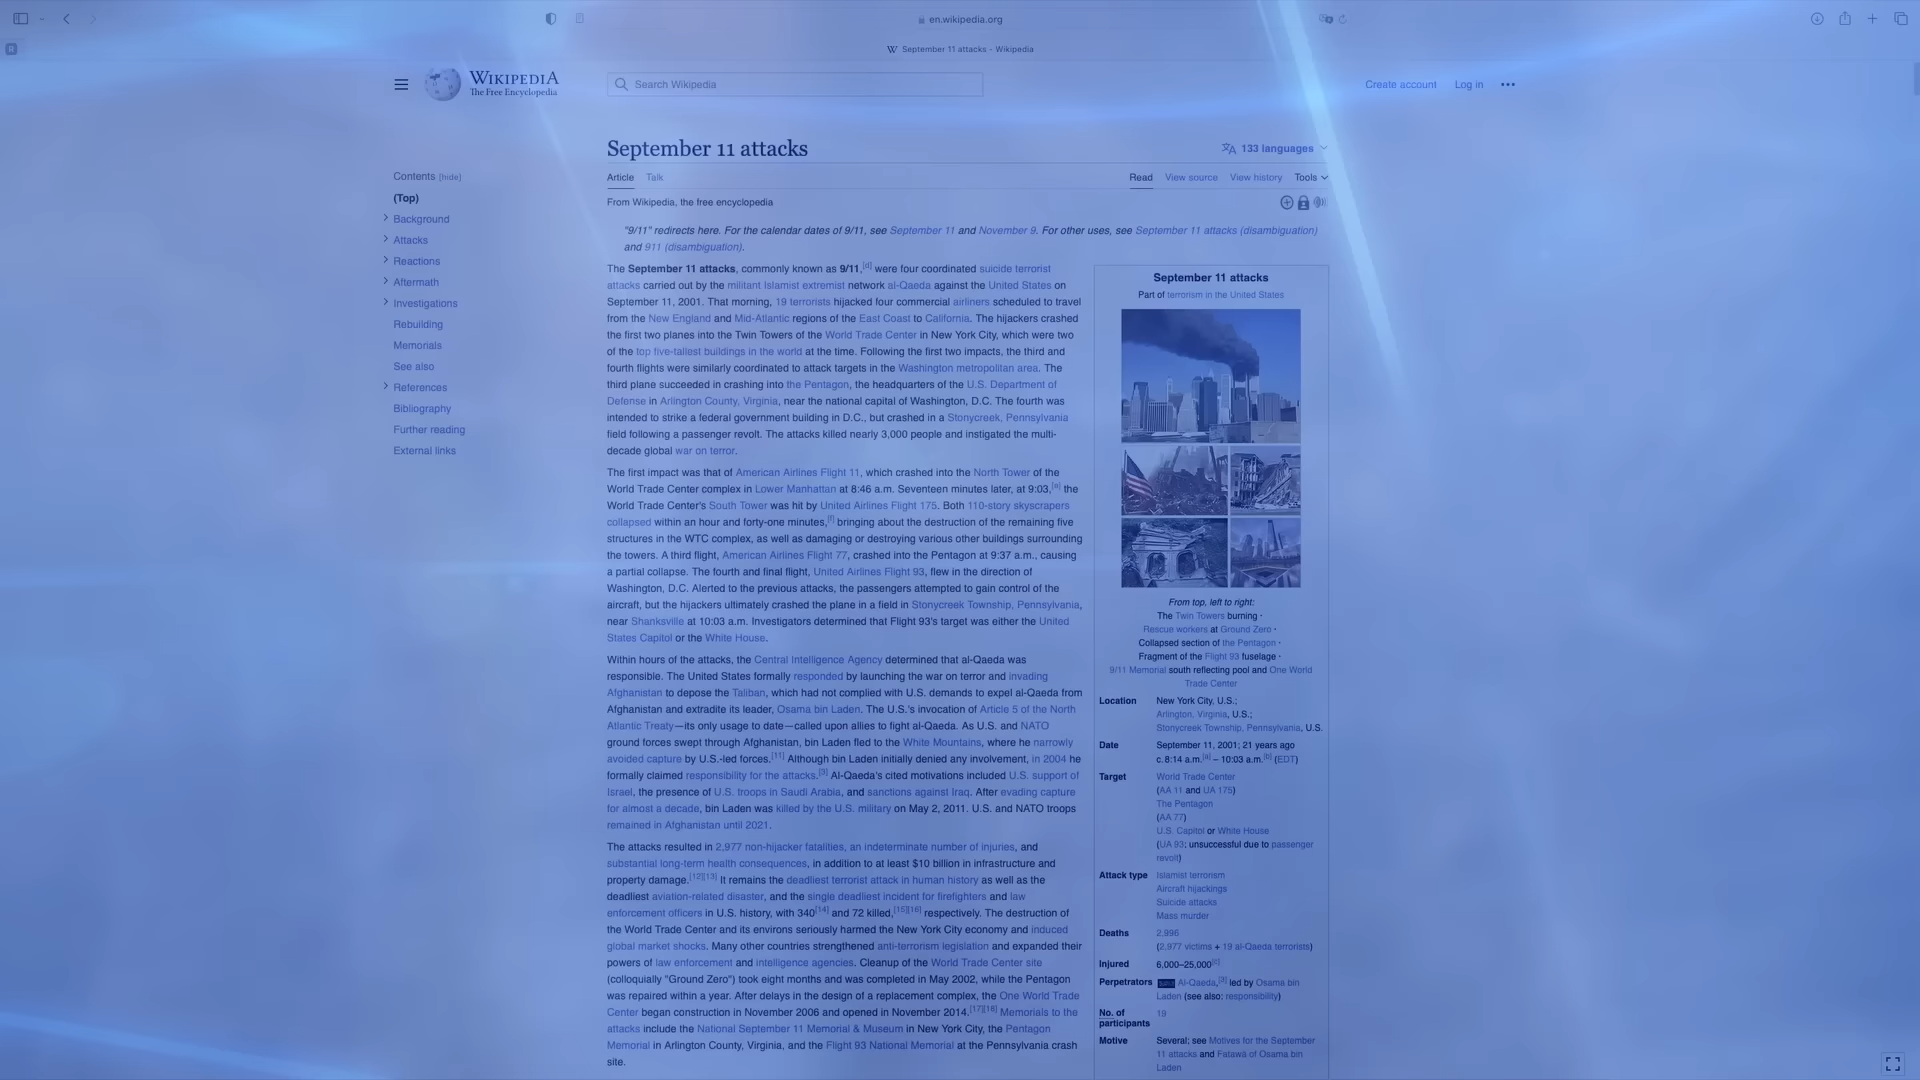 en.wikipedia.org
September 11 attacks - Wikipedia
WIKIPEDIA
The Free Encyclopedia
Search Wikipedia
Create account Log in
September 11 attacks
133 languages
Article Talk
Read View source View history Tools
From Wikipedia, the free encyclopedia
Contents [hide]
(Top)
Background
Attacks
Reactions
Aftermath
Investigations
Rebuilding
Memorials
See also
References
Bibliography
Further reading
External links
"9/11" redirects here. For the calendar dates of 9/11, see September 11 and November 9. For other uses, see September 11 attacks (disambiguation)
and 911 (disambiguation).
The September 11 attacks, commonly known as 9/11,[d] were four coordinated suicide terrorist
attacks carried out by the militant Islamist extremist network al-Qaeda against the United States on
September 11, 2001. That morning, 19 terrorists hijacked four commercial airliners scheduled to travel
from the New England and Mid-Atlantic regions of the East Coast to California. The hijackers crashed
the first two planes into the Twin Towers of the World Trade Center in New York City, which were two
of the top five-tallest buildings in the world at the time. Following the first two impacts, the third and
fourth flights were similarly coordinated to attack targets in the Washington metropolitan area. The
third plane succeeded in crashing into the Pentagon, the headquarters of the U.S. Department of
Defense in Arlington County, Virginia, near the national capital of Washington, D.C. The fourth was
intended to strike a federal government building in D.C., but crashed in a Stonycreek, Pennsylvania
field following a passenger revolt. The attacks killed nearly 3,000 people and instigated the multi-
decade global war on terror.
The first impact was that of American Airlines Flight 11, which crashed into the North Tower of the
World Trade Center complex in Lower Manhattan at 8:46 a.m. Seventeen minutes later, at 9:03,[e] the
World Trade Center's South Tower was hit by United Airlines Flight 175. Both 110-story skyscrapers
collapsed within an hour and forty-one minutes,[f] bringing about the destruction of the remaining five
structures in the WTC complex, as well as damaging or destroying various other buildings surrounding
the towers. A third flight, American Airlines Flight 77, crashed into the Pentagon at 9:37 a.m., causing
a partial collapse. The fourth and final flight, United Airlines Flight 93, flew in the direction of
Washington, D.C. Alerted to the previous attacks, the passengers attempted to gain control of the
aircraft, but the hijackers ultimately crashed the plane in a field in Stonycreek Township, Pennsylvania,
near Shanksville at 10:03 a.m. Investigators determined that Flight 93's target was either the United
States Capitol or the White House.
Within hours of the attacks, the Central Intelligence Agency determined that al-Qaeda was
responsible. The United States formally responded by launching the war on terror and invading
Afghanistan to depose the Taliban, which had not complied with U.S. demands to expel al-Qaeda from
Afghanistan and extradite its leader, Osama bin Laden. The U.S.'s invocation of Article 5 of the North
Atlantic Treaty—its only usage to date—called upon allies to fight al-Qaeda. As U.S. and NATO
ground forces swept through Afghanistan, bin Laden fled to the White Mountains, where he narrowly
avoided capture by U.S.-led forces.[11] Although bin Laden initially denied any involvement, in 2004 he
formally claimed responsibility for the attacks.[3] Al-Qaeda's cited motivations included U.S. support of
Israel, the presence of U.S. troops in Saudi Arabia, and sanctions against Iraq. After evading capture
for almost a decade, bin Laden was killed by the U.S. military on May 2, 2011. U.S. and NATO troops
remained in Afghanistan until 2021.
The attacks resulted in 2,977 non-hijacker fatalities, an indeterminate number of injuries, and
substantial long-term health consequences, in addition to at least $10 billion in infrastructure and
property damage.[12][13] It remains the deadliest terrorist attack in human history as well as the
deadliest aviation-related disaster, and the single deadliest incident for firefighters and law
enforcement officers in U.S. history, with 340[14] and 72 killed,[15][16] respectively. The destruction of
the World Trade Center and its environs seriously harmed the New York City economy and induced
global market shocks. Many other countries strengthened anti-terrorism legislation and expanded their
powers of law enforcement and intelligence agencies. Cleanup of the World Trade Center site
(colloquially "Ground Zero") took eight months and was completed in May 2002, while the Pentagon
was repaired within a year. After delays in the design of a replacement complex, the One World Trade
Center began construction in November 2006 and opened in November 2014.[17][18] Memorials to the
attacks include the National September 11 Memorial & Museum in New York City, the Pentagon
Memorial in Arlington County, Virginia, and the Flight 93 National Memorial at the Pennsylvania crash
site.
September 11 attacks
Part of terrorism in the United States
From top, left to right:
The Twin Towers burning ·
Rescue workers at Ground Zero ·
Collapsed section of the Pentagon ·
Fragment of the Flight 93 fuselage ·
9/11 Memorial south reflecting pool and One World
Trade Center
Location New York City, U.S.;
Arlington, Virginia, U.S.;
Stonycreek Township, Pennsylvania, U.S.
Date September 11, 2001; 21 years ago
c. 8:14 a.m.[a] – 10:03 a.m.[b] (EDT)
Target World Trade Center
(AA 11 and UA 175)
The Pentagon
(AA 77)
U.S. Capitol or White House
(UA 93; unsuccessful due to passenger
revolt)
Attack type Islamist terrorism
Aircraft hijackings
Suicide attacks
Mass murder
Deaths 2,996
(2,977 victims + 19 al-Qaeda terrorists)
Injured 6,000–25,000[c]
Perpetrators Al-Qaeda,[3] led by Osama bin
Laden (see also: responsibility)
No. of participants 19
Motive Several; see Motives for the September
11 attacks and Fatawā of Osama bin
Laden